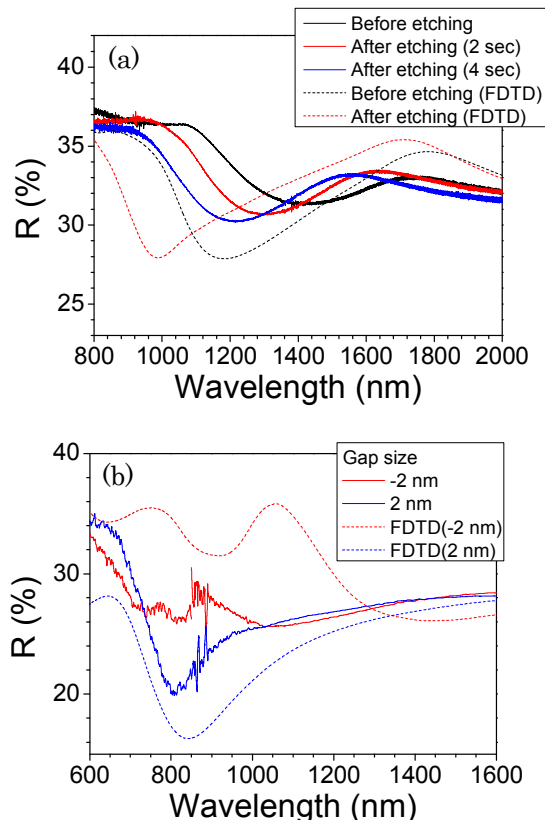 Before etching
After etching (2 sec)
After etching (4 sec)
Before etching (FDTD)
After etching (FDTD)
(a)
40
35
30
25
R (%)
800 1000 1200 1400 1600 1800 2000
Wavelength (nm)
(b)
Gap size
-2 nm
2 nm
FDTD(-2 nm)
FDTD(2 nm)
40
30
20
R (%)
600 800 1000 1200 1400 1600
Wavelength (nm)